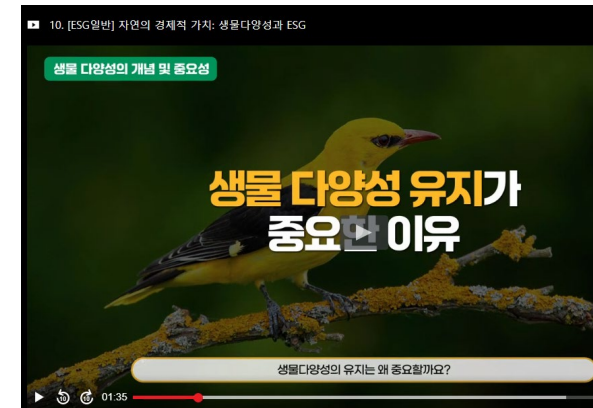 10. [ESG일반] 자연의 경제적 가치: 생물다양성과 ESG
생물 다양성의 개념 및 중요성
생물 다양성 유지가
중요한 이유
생물다양성의 유지는 왜 중요할까요?
10 10 01:35